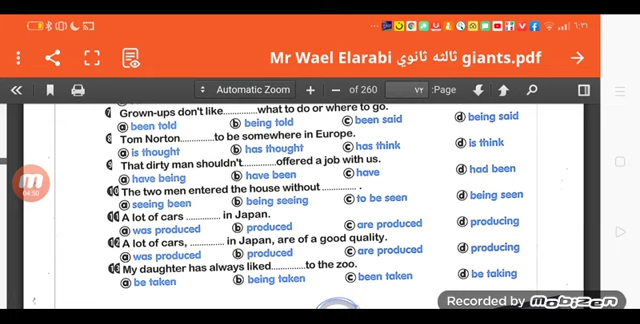 ٦:٣١
giants.pdf ثالثه ثانوي Mr Wael Elarabi
Automatic Zoom of 260 ٧٢ Page:
Grown-ups don't like.............what to do or where to go.
a been told b being told c been said d being said
Tom Norton.............to be somewhere in Europe.
a is thought b has thought c has think d is think
That dirty man shouldn't.............offered a job with us.
a have being b have been c have d had been
The two men entered the house without ............. .
a seeing been b being seeing c to be seen d being seen
A lot of cars ............. in Japan.
a was produced b produced c are produced d producing
A lot of cars, ............. in Japan, are of a good quality.
a was produced b produced c are produced d producing
My daughter has always liked.............to the zoo.
a be taken b being taken c been taken d be taking
04:50
Recorded by mobizen